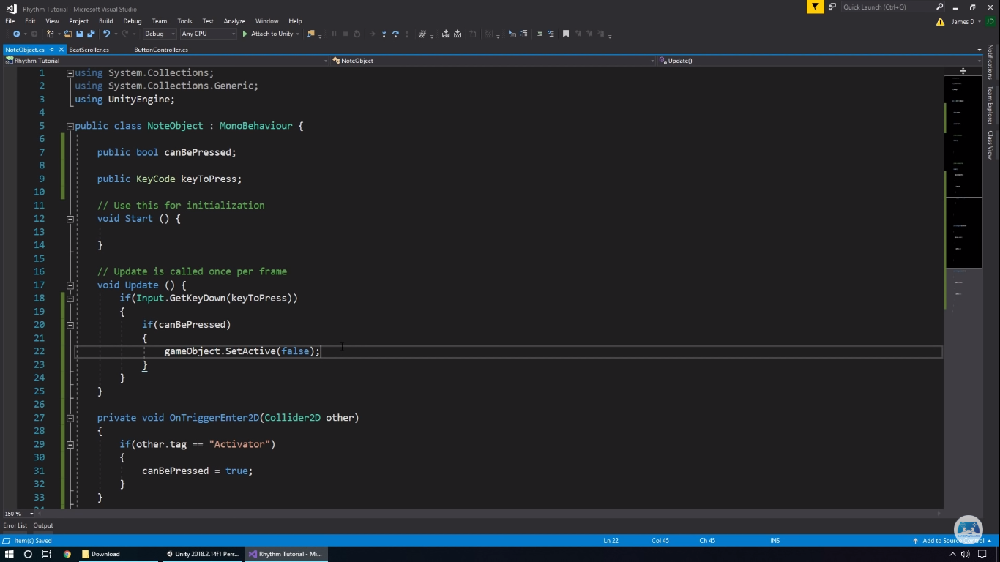 Rhythm Tutorial - Microsoft Visual Studio
Quick Launch (Ctrl+Q)
File Edit View Project Build Debug Team Tools Test Analyze Window Help
James D
JD
Debug Any CPU Attach to Unity
NoteObject.cs BeatScroller.cs ButtonController.cs
Rhythm Tutorial NoteObject Update()
1 using System.Collections;
2 using System.Collections.Generic;
3 using UnityEngine;
4
5 public class NoteObject : MonoBehaviour {
6
7 public bool canBePressed;
8
9 public KeyCode keyToPress;
10
11 // Use this for initialization
12 void Start () {
13
14 }
15
16 // Update is called once per frame
17 void Update () {
18 if(Input.GetKeyDown(keyToPress))
19 {
20 if(canBePressed)
21 {
22 gameObject.SetActive(false);
23 }
24 }
25 }
26
27 private void OnTriggerEnter2D(Collider2D other)
28 {
29 if(other.tag == "Activator")
30 {
31 canBePressed = true;
32 }
33 }
Notifications
Team Explorer
Class View
150 %
Error List Output
Item(s) Saved Ln 22 Col 45 Ch 45 INS Add to Source Control
Download Unity 2018.2.14f1 Pers... Rhythm Tutorial - Mi...